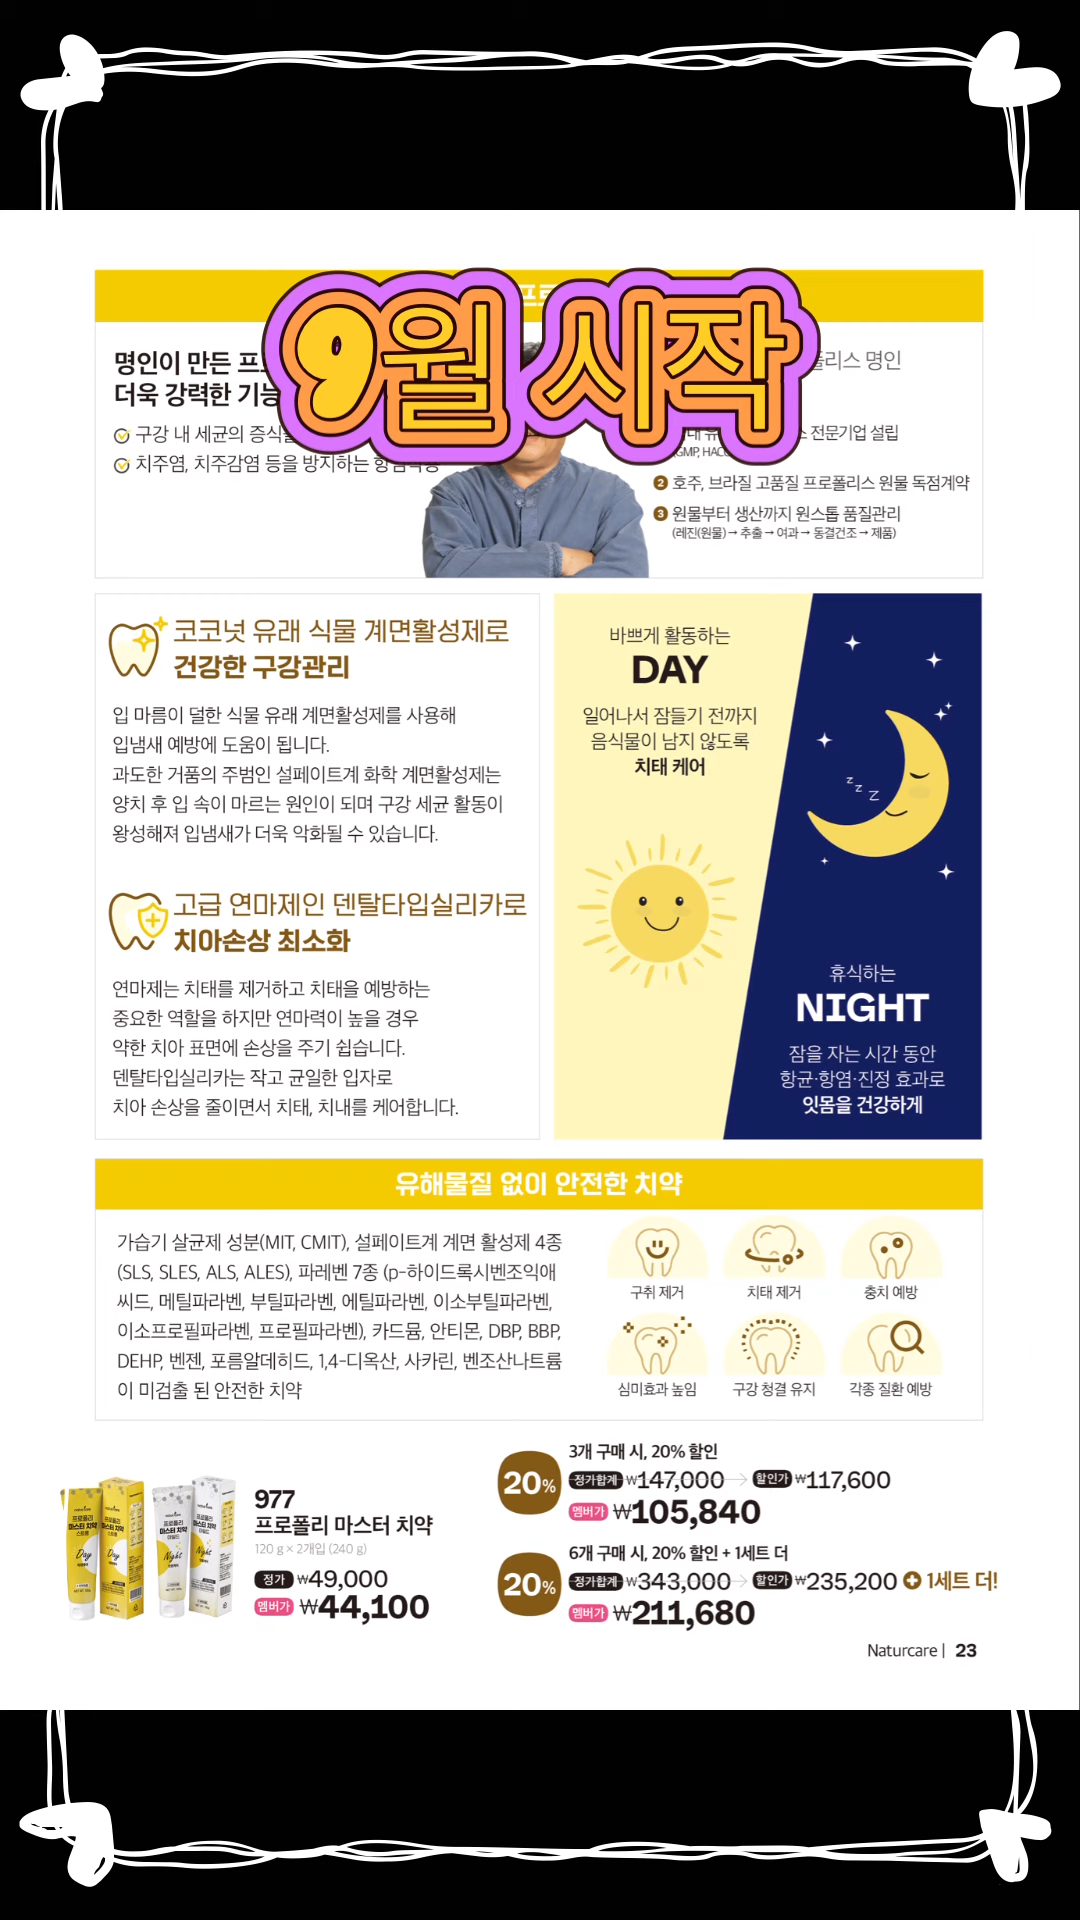 9월 시작
명인이 만든
더욱 강력한 기능
구강 내 세균의 증식을
치주염, 치주감염 등을 방지하는 항염작용
명인
전문기업 설립
❷ 호주, 브라질 고품질 프로폴리스 원물 독점계약
❸ 원물부터 생산까지 원스톱 품질관리
(레진(원물) → 추출 → 여과 → 동결건조 → 제품)
코코넛 유래 식물 계면활성제로
건강한 구강관리
입 마름이 덜한 식물 유래 계면활성제를 사용해
입냄새 예방에 도움이 됩니다.
과도한 거품의 주범인 설페이트계 화학 계면활성제는
양치 후 입 속이 마르는 원인이 되며 구강 세균 활동이
왕성해져 입냄새가 더욱 악화될 수 있습니다.
고급 연마제인 덴탈타입실리카로
치아손상 최소화
연마제는 치태를 제거하고 치태을 예방하는
중요한 역할을 하지만 연마력이 높을 경우
약한 치아 표면에 손상을 주기 쉽습니다.
덴탈타입실리카는 작고 균일한 입자로
치아 손상을 줄이면서 치태, 치내를 케어합니다.
바쁘게 활동하는
DAY
일어나서 잠들기 전까지
음식물이 남지 않도록
치태 케어
z z z
휴식하는
NIGHT
잠을 자는 시간 동안
항균·항염·진정 효과로
잇몸을 건강하게
유해물질 없이 안전한 치약
가습기 살균제 성분(MIT, CMIT), 설페이트계 계면 활성제 4종
(SLS, SLES, ALS, ALES), 파레벤 7종 (p-하이드록시벤조익애
씨드, 메틸파라벤, 부틸파라벤, 에틸파라벤, 이소부틸파라벤,
이소프로필파라벤, 프로필파라벤), 카드뮴, 안티몬, DBP, BBP,
DEHP, 벤젠, 포름알데히드, 1,4-디옥산, 사카린, 벤조산나트륨
이 미검출 된 안전한 치약
구취 제거
치태 제거
충치 예방
심미효과 높임
구강 청결 유지
각종 질환 예방
프로폴리
마스터 치약
Day
Day
프로폴리
마스터 치약
Night
Night
977
프로폴리 마스터 치약
120 g × 2개입 (240 g)
정가 ₩49,000
멤버가 ₩44,100
20%
3개 구매 시, 20% 할인
정가합계 ₩147,000 → 할인가 ₩117,600
멤버가 ₩105,840
20%
6개 구매 시, 20% 할인 + 1세트 더
정가합계 ₩343,000 → 할인가 ₩235,200 + 1세트 더!
멤버가 ₩211,680
Naturcare | 23